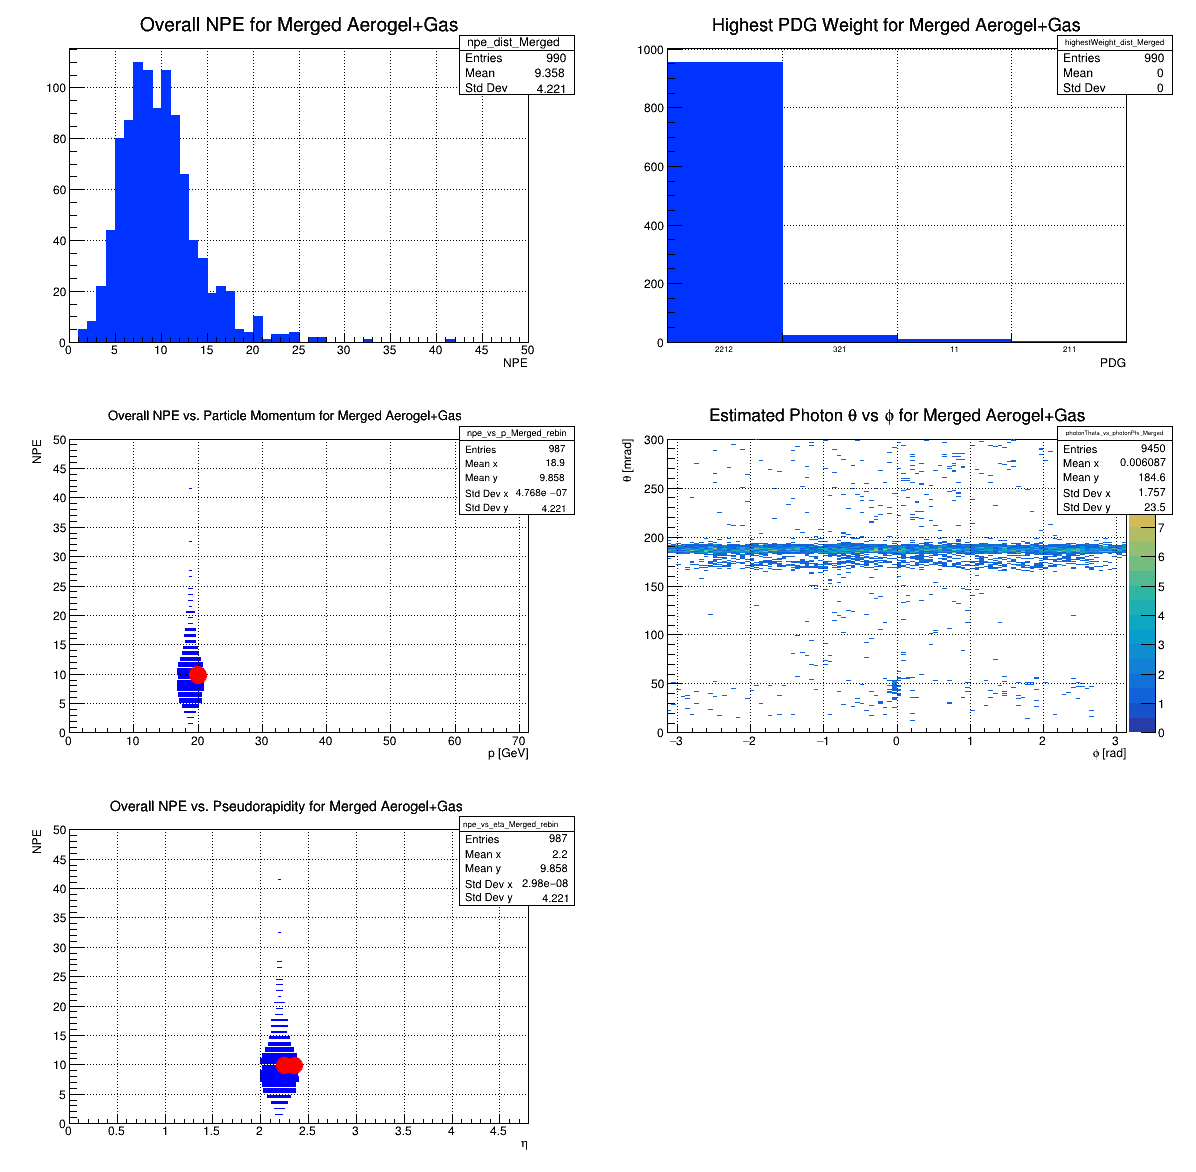 Overall NPE for Merged Aerogel+Gas
npe_dist_Merged
Entries 990
Mean 9.358
Std Dev 4.221
100
80
60
40
20
0
0 5 10 15 20 25 30 35 40 45 50
NPE
Highest PDG Weight for Merged Aerogel+Gas
highestWeight_dist_Merged
Entries 990
Mean 0
Std Dev 0
1000
800
600
400
200
0
2212 321 11 211
PDG
Overall NPE vs. Particle Momentum for Merged Aerogel+Gas
npe_vs_p_Merged_rebin
Entries 987
Mean x 18.9
Mean y 9.858
Std Dev x 4.768e −07
Std Dev y 4.221
NPE
50
45
40
35
30
25
20
15
10
5
0
0 10 20 30 40 50 60 70
p [GeV]
Estimated Photon θ vs ϕ for Merged Aerogel+Gas
photonTheta_vs_photonPhi_Merged
Entries 9450
Mean x 0.006087
Mean y 184.6
Std Dev x 1.757
Std Dev y 23.5
θ [mrad]
300
250
200
150
100
50
0
−3 −2 −1 0 1 2 3
ϕ [rad]
7
6
5
4
3
2
1
0
Overall NPE vs. Pseudorapidity for Merged Aerogel+Gas
npe_vs_eta_Merged_rebin
Entries 987
Mean x 2.2
Mean y 9.858
Std Dev x 2.98e−08
Std Dev y 4.221
NPE
50
45
40
35
30
25
20
15
10
5
0
0 0.5 1 1.5 2 2.5 3 3.5 4 4.5
η